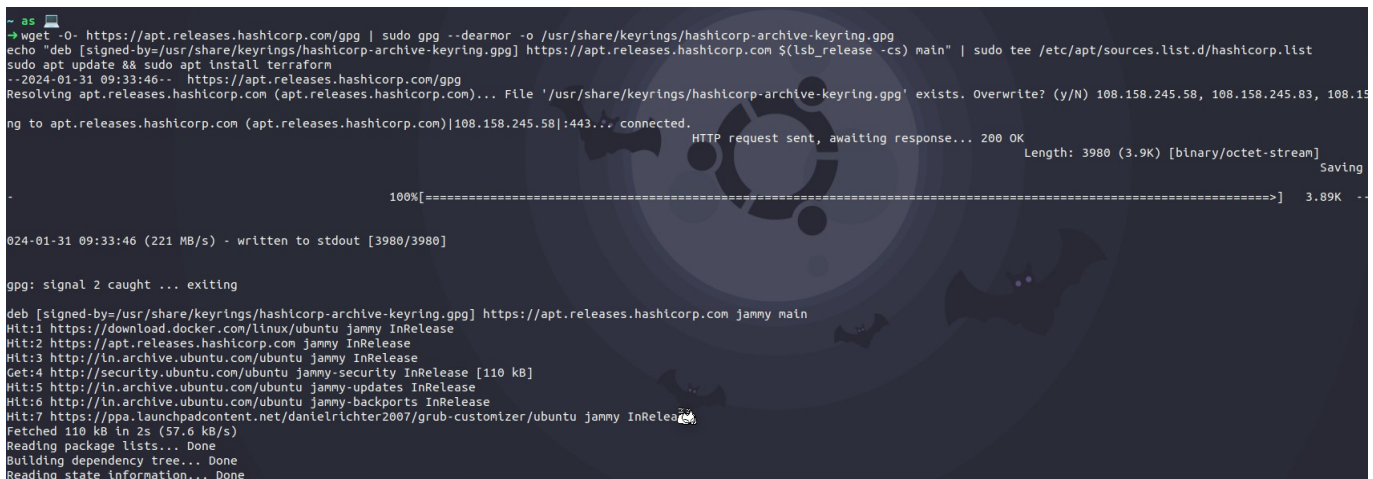 ~ as 💻
→ wget -O- https://apt.releases.hashicorp.com/gpg | sudo gpg --dearmor -o /usr/share/keyrings/hashicorp-archive-keyring.gpg
echo "deb [signed-by=/usr/share/keyrings/hashicorp-archive-keyring.gpg] https://apt.releases.hashicorp.com $(lsb_release -cs) main" | sudo tee /etc/apt/sources.list.d/hashicorp.list
sudo apt update && sudo apt install terraform
--2024-01-31 09:33:46--  https://apt.releases.hashicorp.com/gpg
Resolving apt.releases.hashicorp.com (apt.releases.hashicorp.com)... File '/usr/share/keyrings/hashicorp-archive-keyring.gpg' exists. Overwrite? (y/N) 108.158.245.58, 108.158.245.83, 108.15
ng to apt.releases.hashicorp.com (apt.releases.hashicorp.com)|108.158.245.58|:443... connected.
HTTP request sent, awaiting response... 200 OK
Length: 3980 (3.9K) [binary/octet-stream]
Saving
- 100%[=====================================================================================================================>] 3.89K --
024-01-31 09:33:46 (221 MB/s) - written to stdout [3980/3980]
gpg: signal 2 caught ... exiting
deb [signed-by=/usr/share/keyrings/hashicorp-archive-keyring.gpg] https://apt.releases.hashicorp.com jammy main
Hit:1 https://download.docker.com/linux/ubuntu jammy InRelease
Hit:2 https://apt.releases.hashicorp.com jammy InRelease
Hit:3 http://in.archive.ubuntu.com/ubuntu jammy InRelease
Get:4 http://security.ubuntu.com/ubuntu jammy-security InRelease [110 kB]
Hit:5 http://in.archive.ubuntu.com/ubuntu jammy-updates InRelease
Hit:6 http://in.archive.ubuntu.com/ubuntu jammy-backports InRelease
Hit:7 https://ppa.launchpadcontent.net/danielrichter2007/grub-customizer/ubuntu jammy InRelea
Fetched 110 kB in 2s (57.6 kB/s)
Reading package lists... Done
Building dependency tree... Done
Reading state information... Done